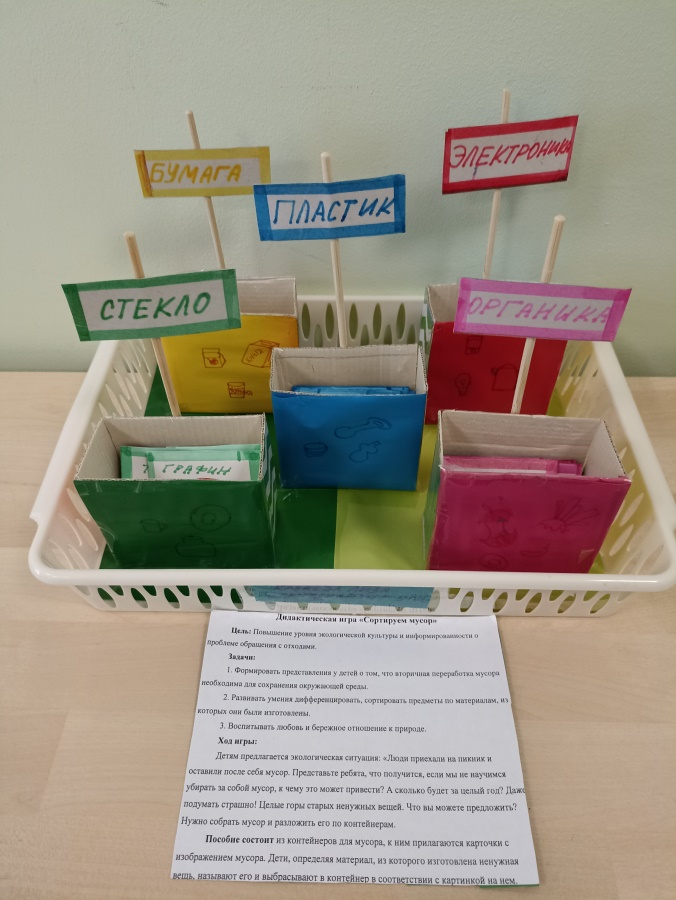 БУМАГА
ЭЛЕКТРОНИКА
ПЛАСТИК
СТЕКЛО
ОРГАНИКА
ГРАФИН
Дидактическая игра «Сортируем мусор»
Цель: Повышение уровня экологической культуры и информированности о
проблеме обращения с отходами.
Задачи:
1. Формировать представления у детей о том, что вторичная переработка мусора
необходима для сохранения окружающей среды.
2. Развивать умения дифференцировать, сортировать предметы по материалам, из
которых они были изготовлены.
3. Воспитывать любовь и бережное отношение к природе.
Ход игры:
Детям предлагается экологическая ситуация: «Люди приехали на пикник и
оставили после себя мусор. Представьте ребята, что получится, если мы не научимся
убирать за собой мусор, к чему это может привести? А сколько будет за целый год? Даже
подумать страшно! Целые горы старых ненужных вещей. Что вы можете предложить?
Нужно собрать мусор и разложить его по контейнерам.
Пособие состоит из контейнеров для мусора, к ним прилагаются карточки с
изображением мусора. Дети, определяя материал, из которого изготовлена ненужная
вещь, называют его и выбрасывают в контейнер в соответствии с картинкой на нем.